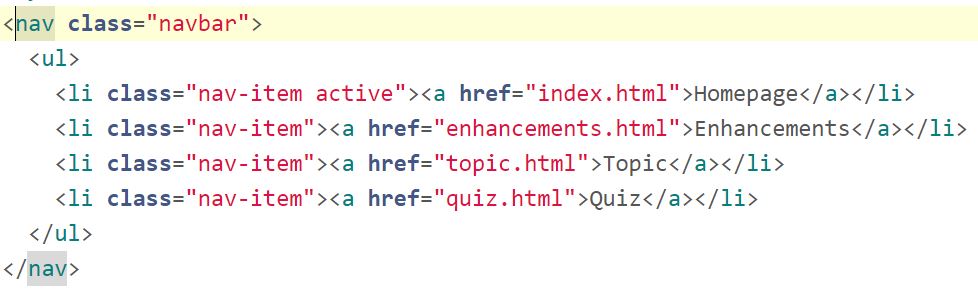 <nav class="navbar">
<ul>
<li class="nav-item active"><a href="index.html">Homepage</a></li>
<li class="nav-item"><a href="enhancements.html">Enhancements</a></li>
<li class="nav-item"><a href="topic.html">Topic</a></li>
<li class="nav-item"><a href="quiz.html">Quiz</a></li>
</ul>
</nav>